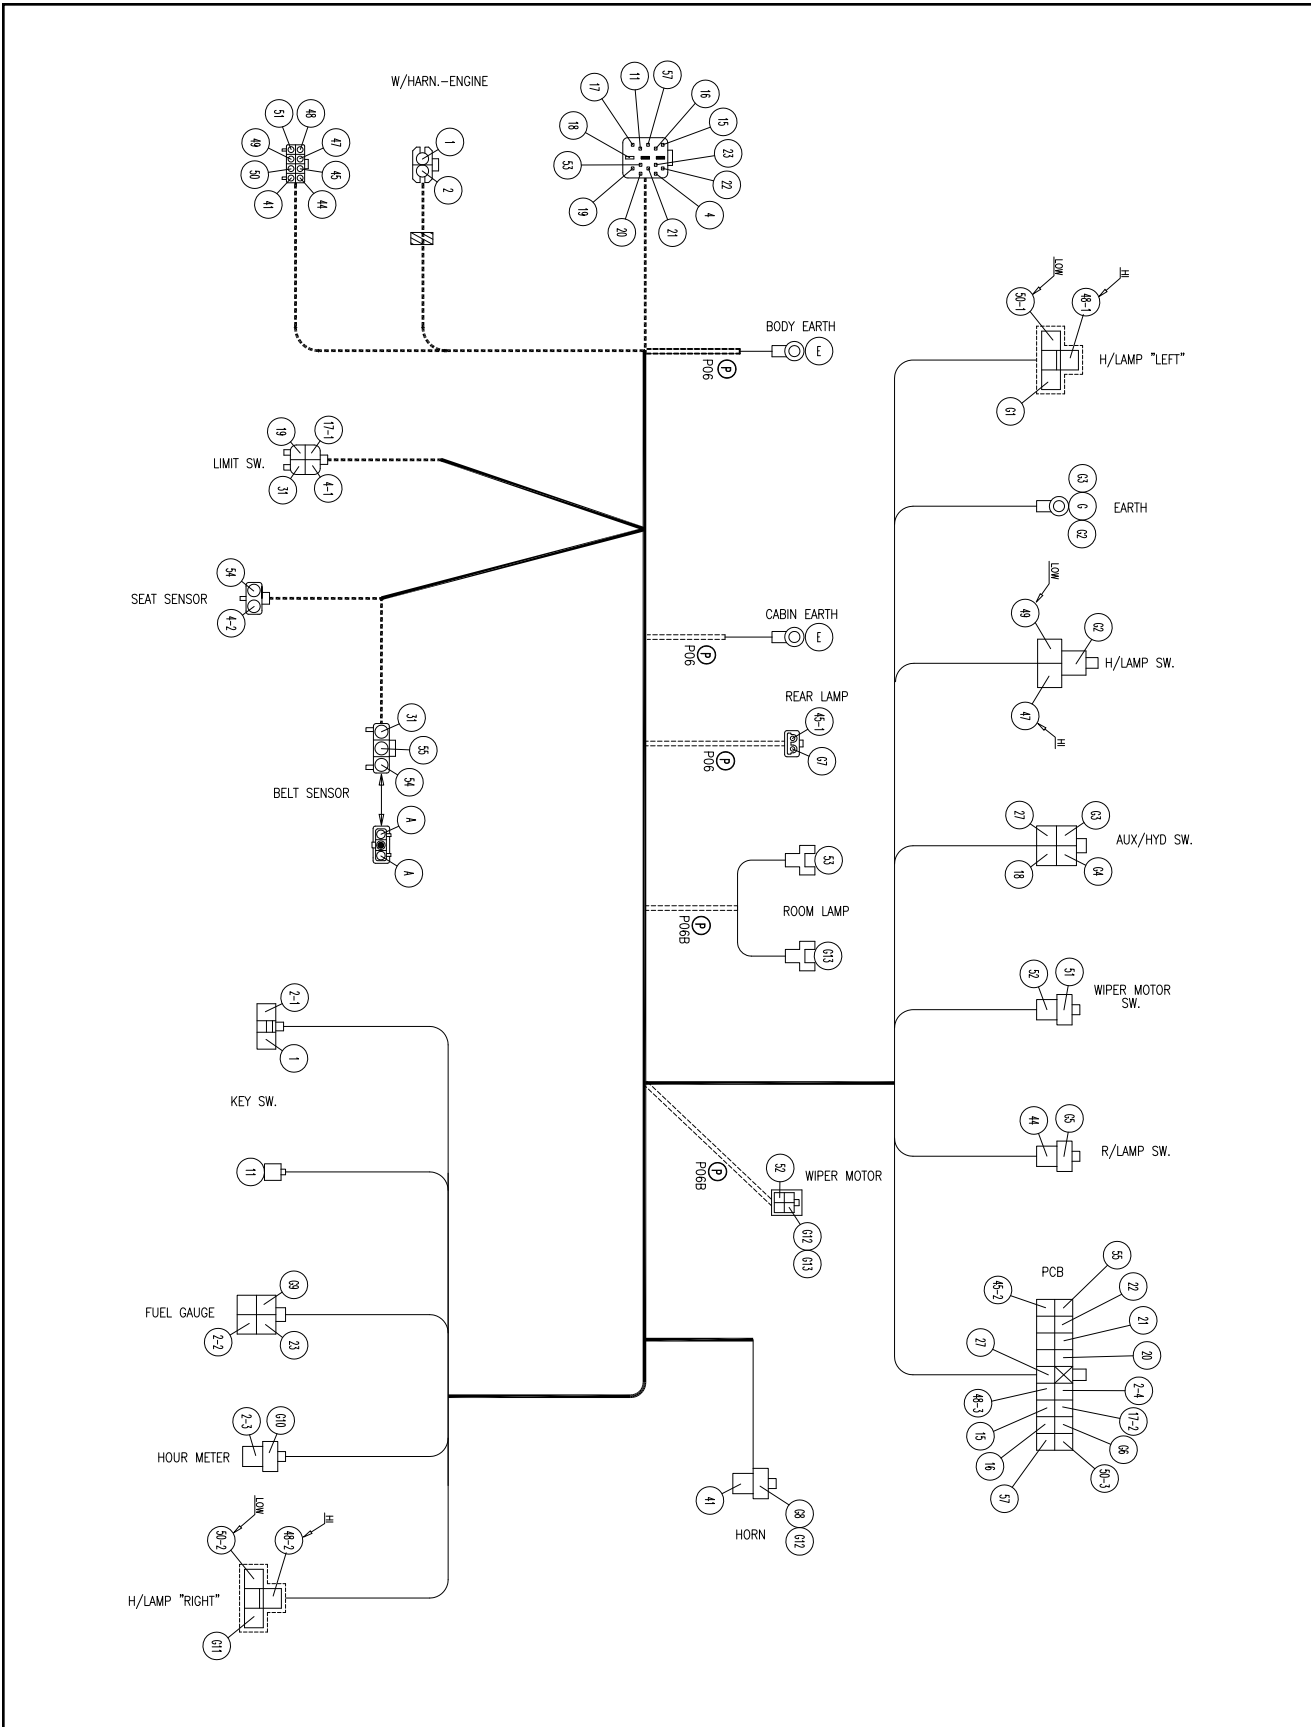 W/HARN.-ENGINE
51
48
49
47
50
45
41
44
1
2
17
11
57
16
15
18
23
53
22
19
4
20
21
BODY EARTH
E
P
P06
LOW
HI
50-1
48-1
H/LAMP "LEFT"
G1
LIMIT SW.
19
17-1
31
4-1
G3
G
G2
EARTH
SEAT SENSOR
54
4-2
CABIN EARTH
E
P
P06
LOW
49
G2
H/LAMP SW.
47
HI
31
55
54
BELT SENSOR
A
A
REAR LAMP
45-1
G7
P
P06
27
G3
AUX/HYD SW.
18
G4
53
ROOM LAMP
G13
P
P06B
2-1
1
KEY SW.
52
51
WIPER MOTOR
SW.
44
G5
R/LAMP SW.
11
52
WIPER MOTOR
G12
G13
P
P06B
FUEL GAUGE
G9
2-2
23
PCB
45-2
55
22
21
27
20
48-3
2-4
15
17-2
16
G6
57
50-3
HOUR METER
2-3
G10
41
G8
G12
HORN
LOW
HI
50-2
48-2
H/LAMP "RIGHT"
G11